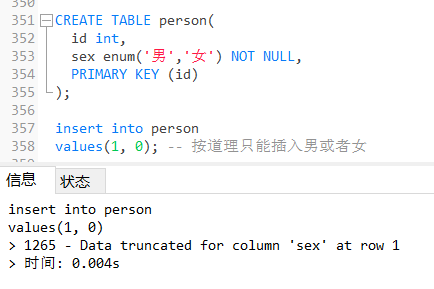 350
351 CREATE TABLE person(
352 id int,
353 sex enum('男','女') NOT NULL,
354 PRIMARY KEY (id)
355 );
356
357 insert into person
358 values(1, 0); -- 按道理只能插入男或者女
信息 状态
insert into person
values(1, 0)
> 1265 - Data truncated for column 'sex' at row 1
> 时间: 0.004s